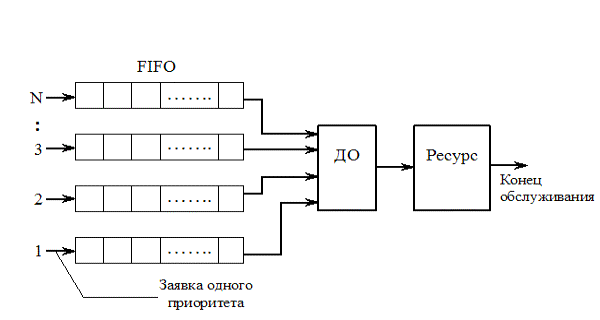 FIFO
N
:
3
2
1
.......
.......
.......
.......
ДО
Ресурс
Конец
обслуживания
Заявка одного
приоритета